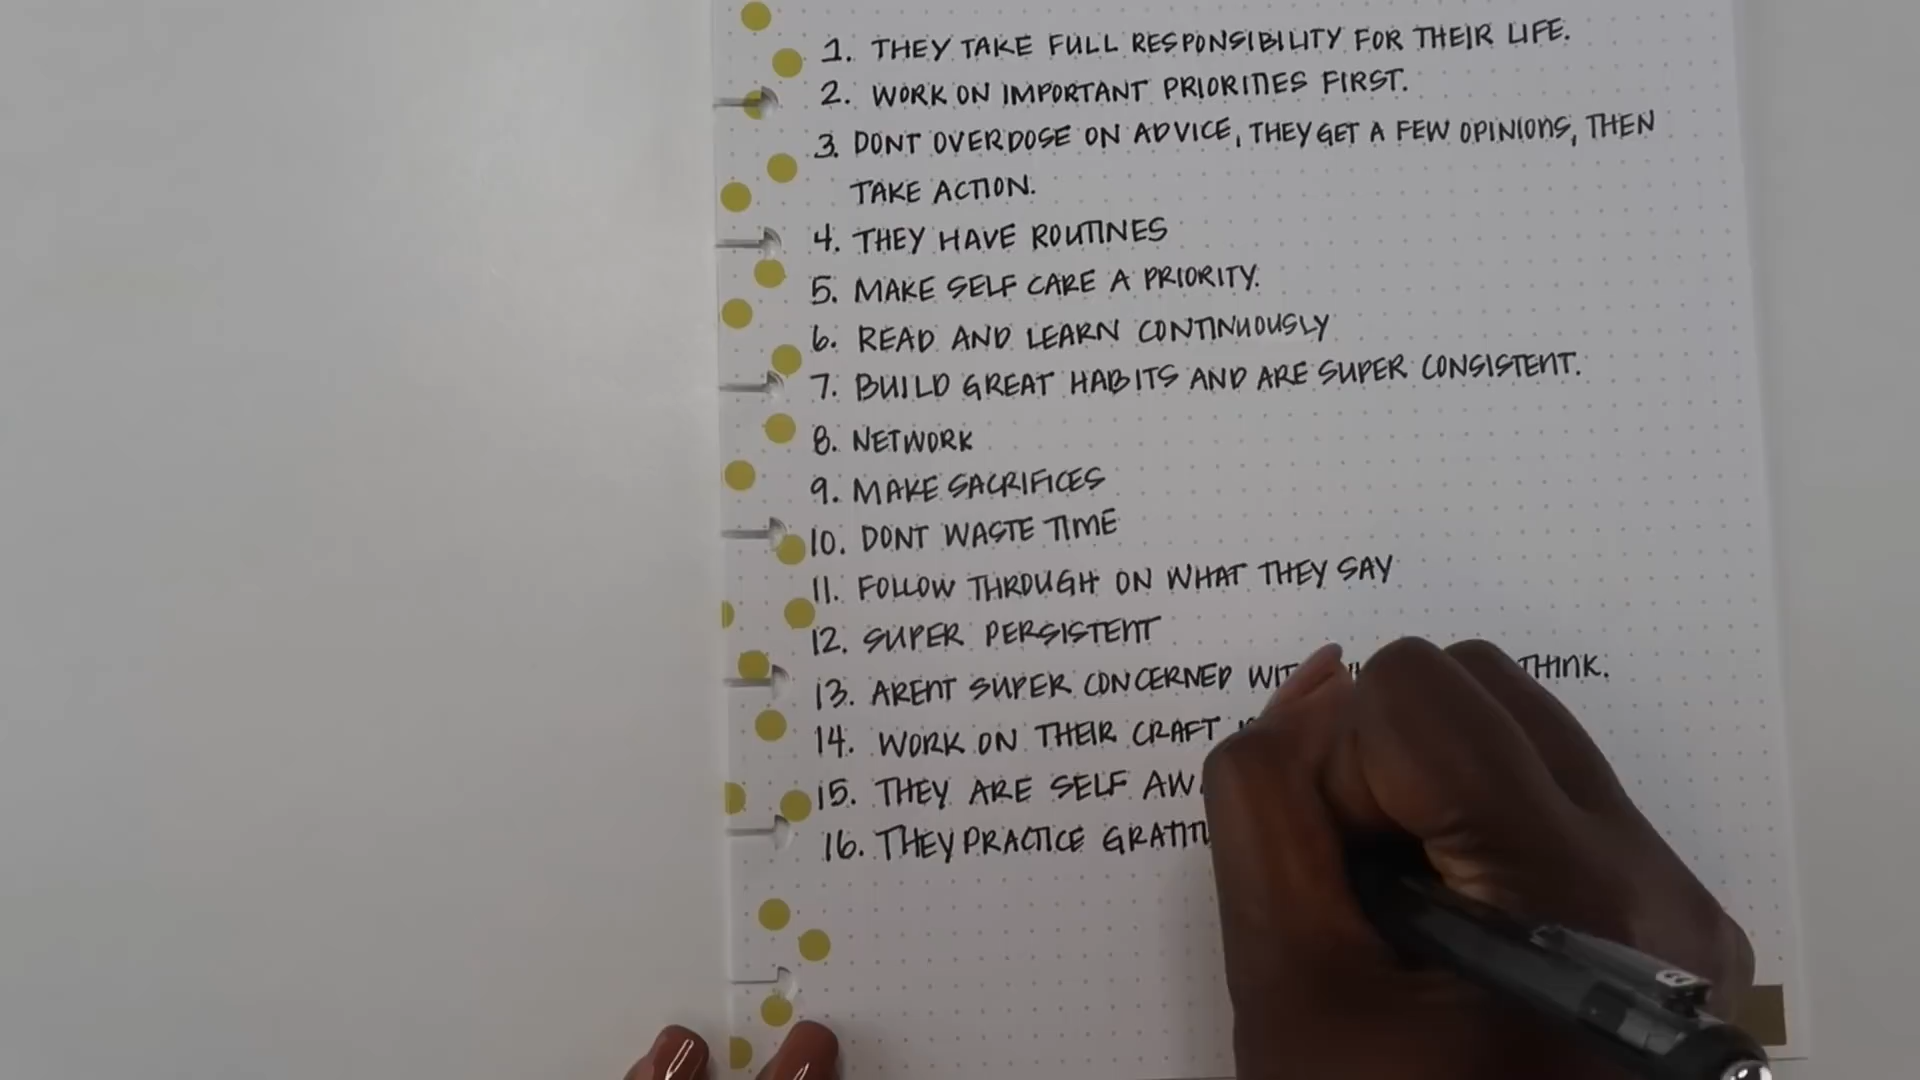 1. THEY TAKE FULL RESPONSIBILITY FOR THEIR LIFE.
2. WORK ON IMPORTANT PRIORITIES FIRST.
3. DONT OVERDOSE ON ADVICE, THEY GET A FEW OPINIONS, THEN
TAKE ACTION.
4. THEY HAVE ROUTINES
5. MAKE SELF CARE A PRIORITY.
6. READ AND LEARN CONTINUOUSLY
7. BUILD GREAT HABITS AND ARE SUPER CONSISTENT.
8. NETWORK
9. MAKE SACRIFICES
10. DONT WASTE TIME
11. FOLLOW THROUGH ON WHAT THEY SAY
12. SUPER PERSISTENT
13. ARENT SUPER CONCERNED THINK.
14. WORK ON THEIR CRAFT
15. THEY ARE SELF
16. THEY PRACTICE